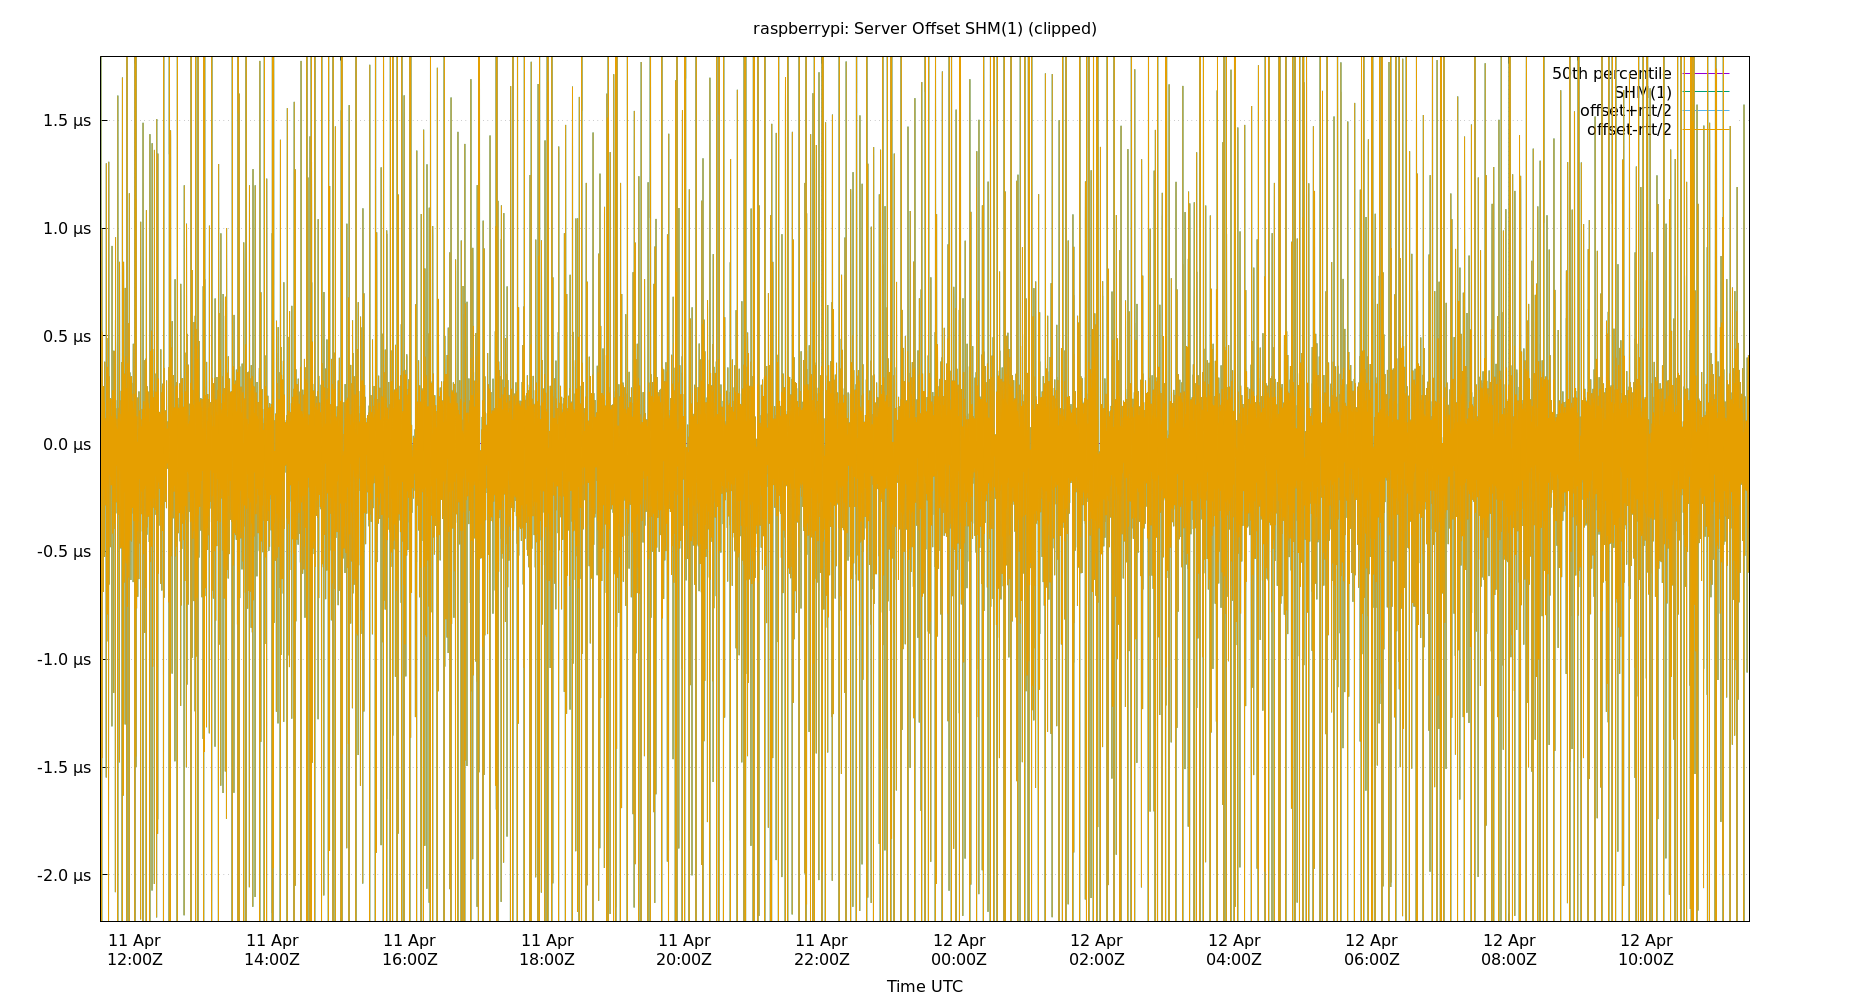 raspberrypi: Server Offset SHM(1) (clipped)
50th percentile
SHM(1)
offset+rtt/2
offset-rtt/2
1.5 µs
1.0 µs
0.5 µs
0.0 µs
-0.5 µs
-1.0 µs
-1.5 µs
-2.0 µs
11 Apr 11 Apr 11 Apr 11 Apr 11 Apr 11 Apr 12 Apr 12 Apr 12 Apr 12 Apr 12 Apr 12 Apr
12:00Z 14:00Z 16:00Z 18:00Z 20:00Z 22:00Z 00:00Z 02:00Z 04:00Z 06:00Z 08:00Z 10:00Z
Time UTC